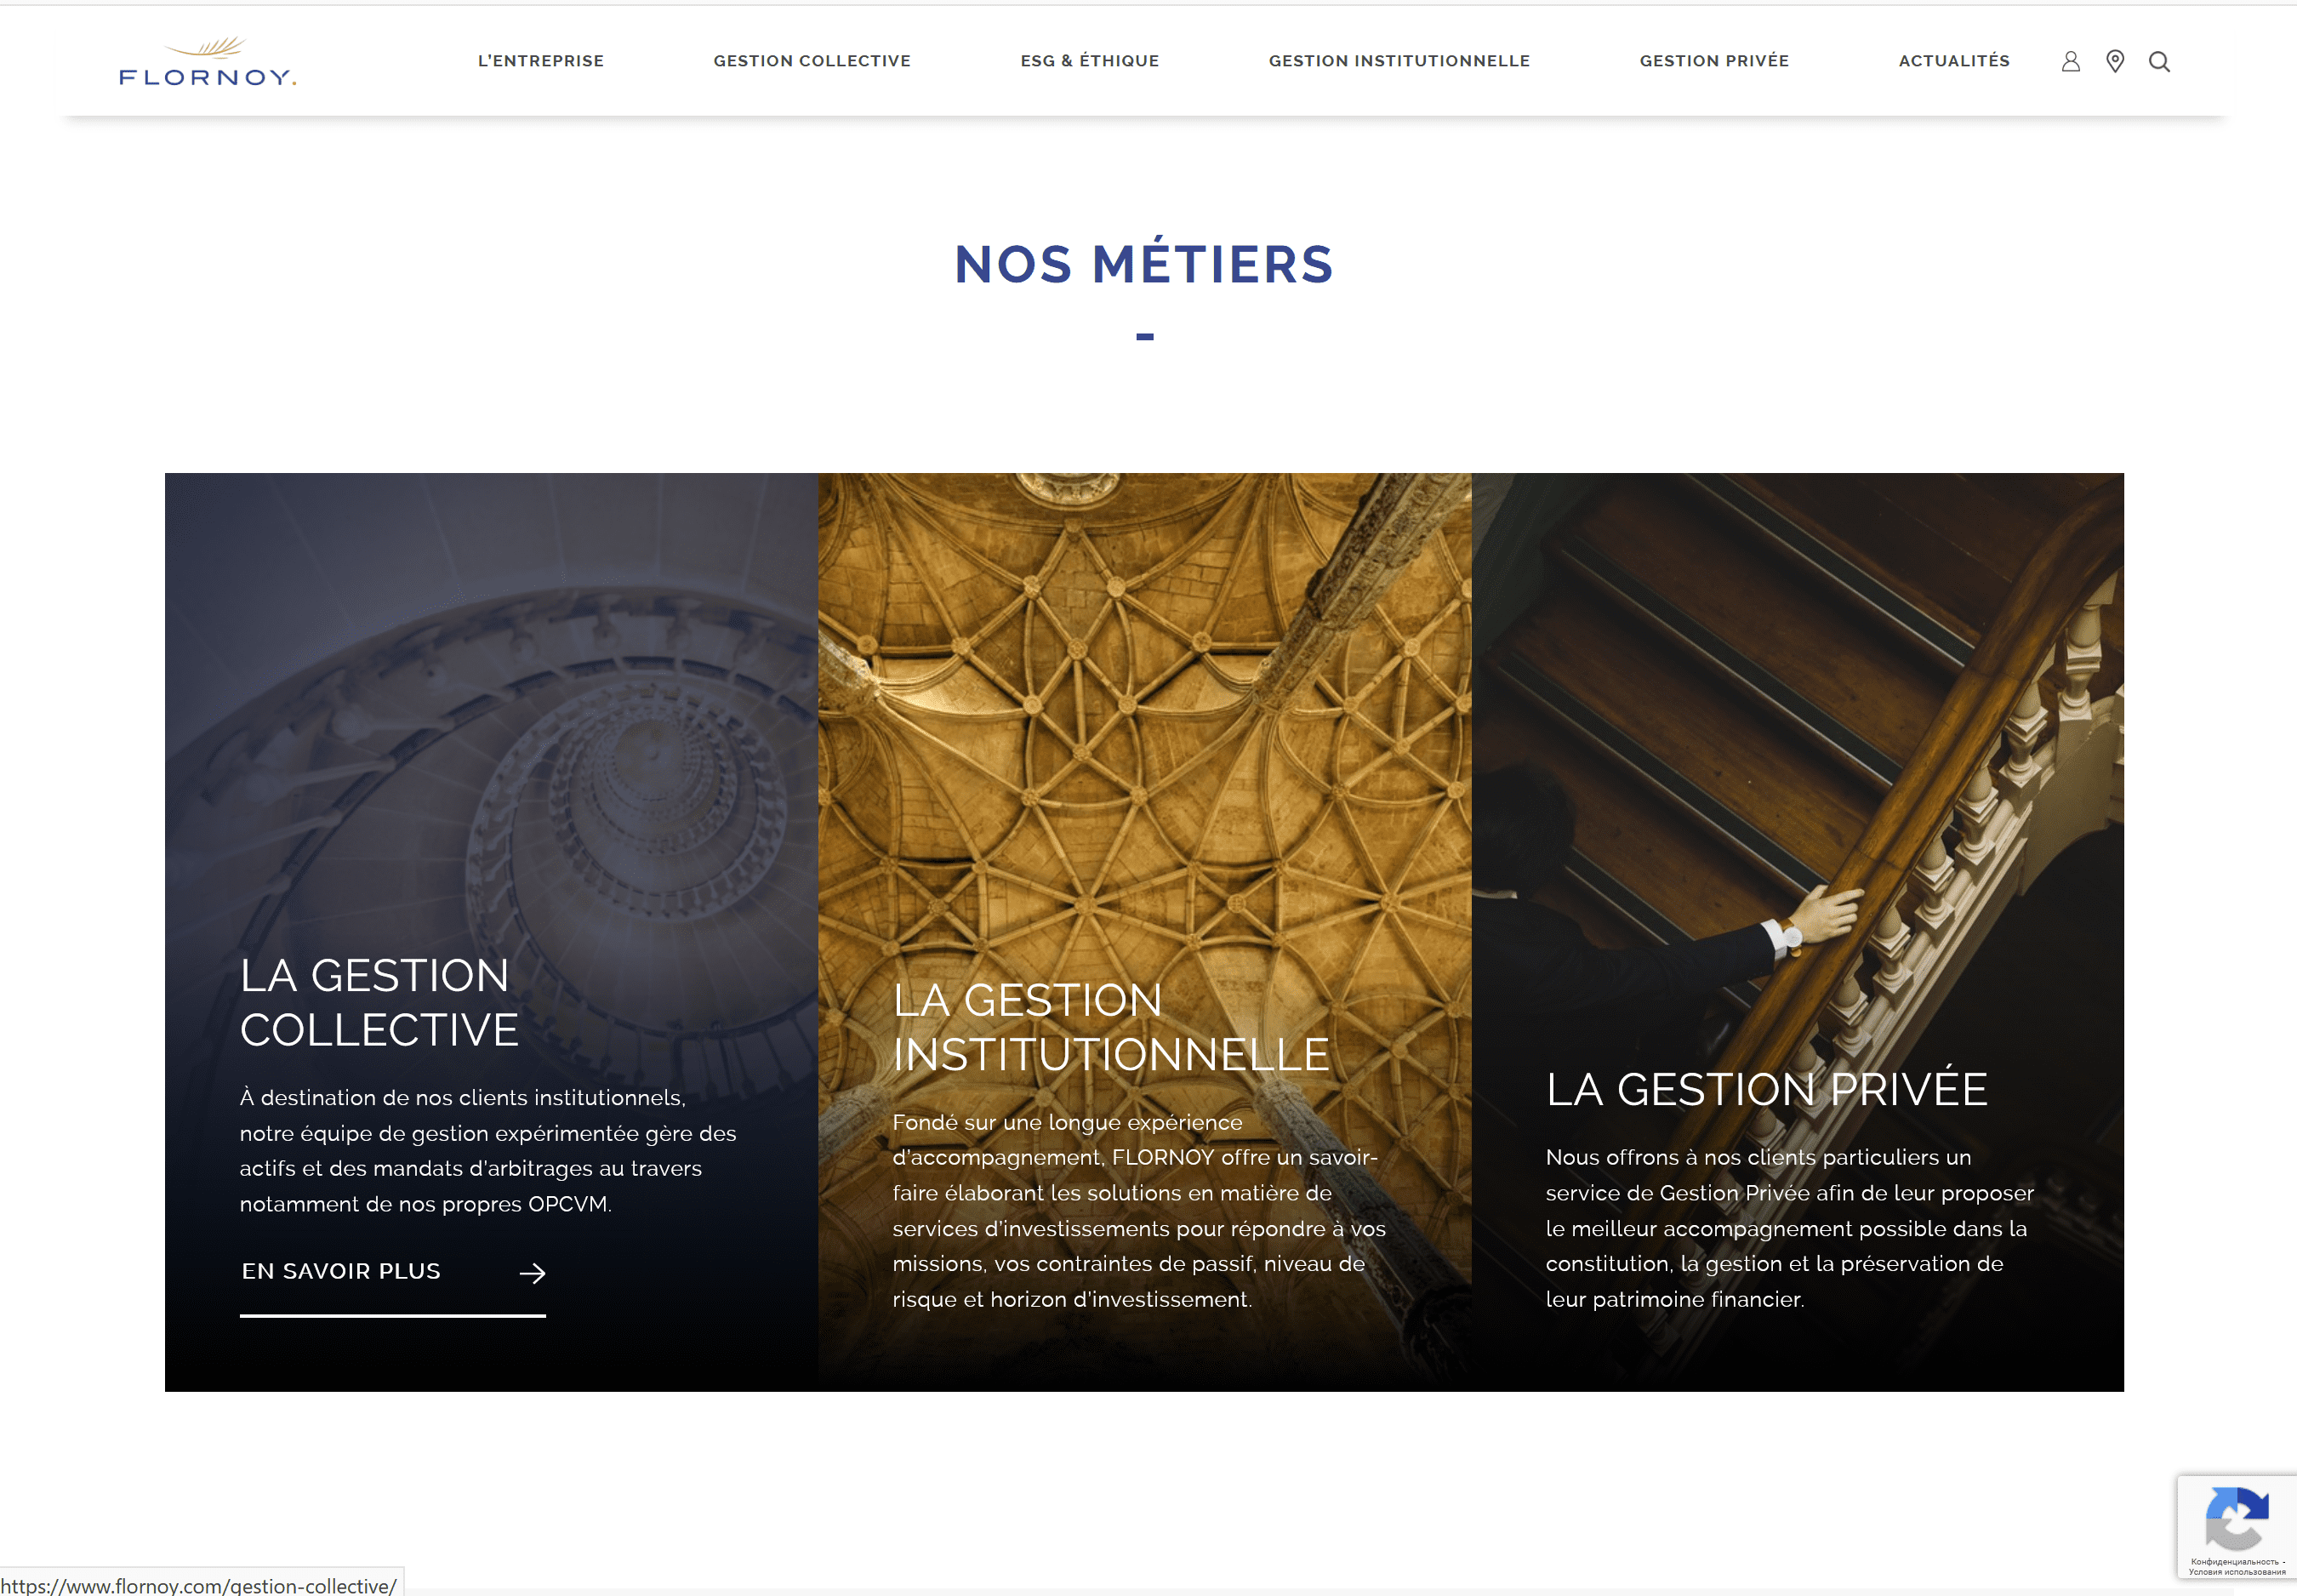 FLORNOY.
L'ENTREPRISE
GESTION COLLECTIVE
ESG & ÉTHIQUE
GESTION INSTITUTIONNELLE
GESTION PRIVÉE
ACTUALITÉS
NOS MÉTIERS
-
LA GESTION
COLLECTIVE
À destination de nos clients institutionnels,
notre équipe de gestion expérimentée gère des
actifs et des mandats d'arbitrages au travers
notamment de nos propres OPCVM.
EN SAVOIR PLUS
LA GESTION
INSTITUTIONNELLE
Fondé sur une longue expérience
d'accompagnement, FLORNOY offre un savoir-
faire élaborant les solutions en matière de
services d'investissements pour répondre à vos
missions, vos contraintes de passif, niveau de
risque et horizon d'investissement.
LA GESTION PRIVÉE
Nous offrons à nos clients particuliers un
service de Gestion Privée afin de leur proposer
le meilleur accompagnement possible dans la
constitution, la gestion et la préservation de
leur patrimoine financier.
Конфиденциальность -
Условия использования
https://www.flornoy.com/gestion-collective/